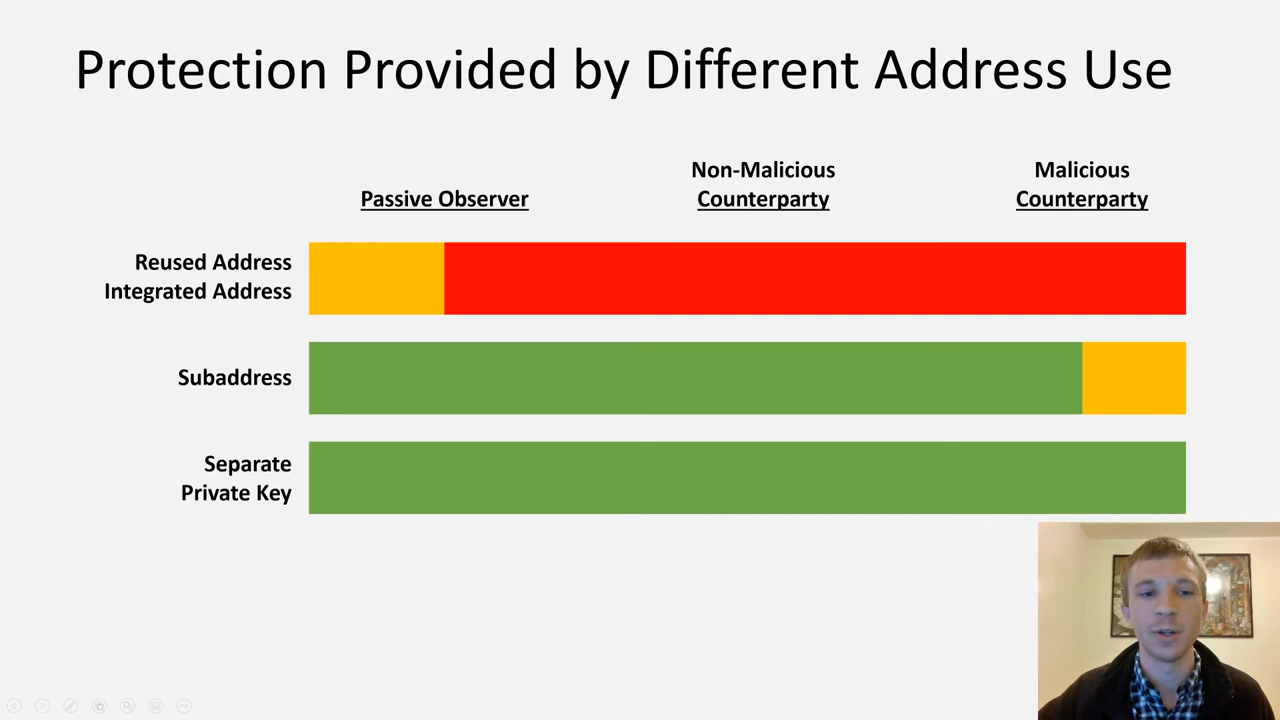 Protection Provided by Different Address Use
Passive Observer
Non-Malicious
Counterparty
Malicious
Counterparty
Reused Address
Integrated Address
Subaddress
Separate
Private Key